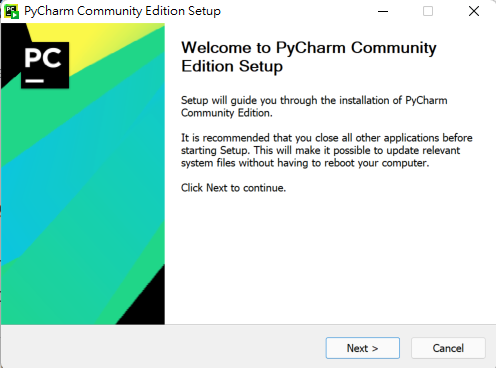 PyCharm Community Edition Setup
PC
Welcome to PyCharm Community
Edition Setup
Setup will guide you through the installation of PyCharm
Community Edition.
It is recommended that you close all other applications before
starting Setup. This will make it possible to update relevant
system files without having to reboot your computer.
Click Next to continue.
Next >
Cancel